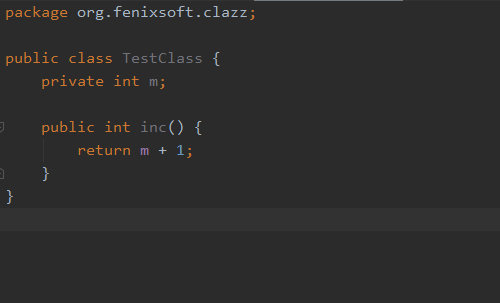 package org.fenixsoft.clazz;
public class TestClass {
private int m;
public int inc() {
return m + 1;
}
}